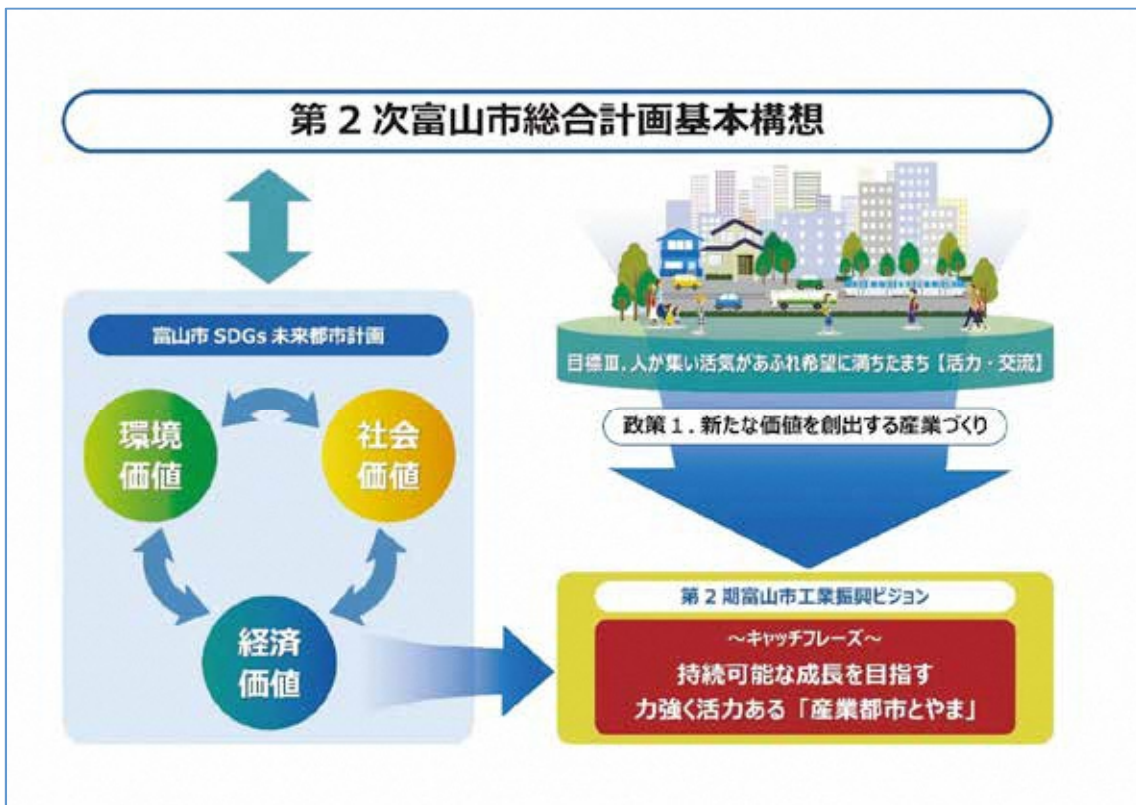 第2次富山市総合計画基本構想
富山市 SDGs 未来都市計画
環境
価値
社会
価値
経済
価値
目標Ⅲ.人が集い活気があふれ希望に満ちたまち【活力・交流】
政策1.新たな価値を創出する産業づくり
第2期富山市工業振興ビジョン
~キャッチフレーズ~
持続可能な成長を目指す
力強く活力ある「産業都市とやま」